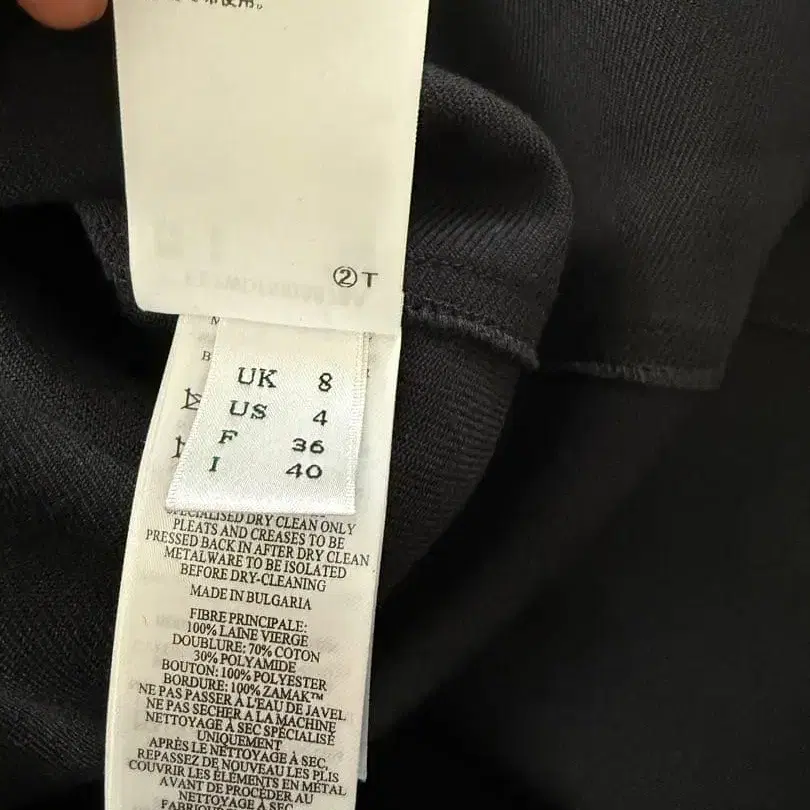 使用。
②T
UK 8
US 4
F 36
I 40
SPECIALISED DRY CLEAN ONLY
PLEATS AND CREASES TO BE
PRESSED BACK IN AFTER DRY CLEAN
METALWARE TO BE ISOLATED
BEFORE DRY-CLEANING
MADE IN BULGARIA
FIBRE PRINCIPALE:
100% LAINE VIERGE
DOUBLURE: 70% COTON
30% POLYAMIDE
BOUTON: 100% POLYESTER
BORDURE: 100% ZAMAK™
NE PAS PASSER À L'EAU DE JAVEL
NE PAS SECHER A LA MACHINE
NETTOYAGE À SEC SPÉCIALISÉ
UNIQUEMENT
APRÈS LE NETTOYAGE À SEC,
REPASSEZ DE NOUVEAU LES PLIS
COUVRIR LES ÉLÉMENTS EN MÉTAL
AVANT DE PROCÉDER AU
NETTOYAGE À SEC